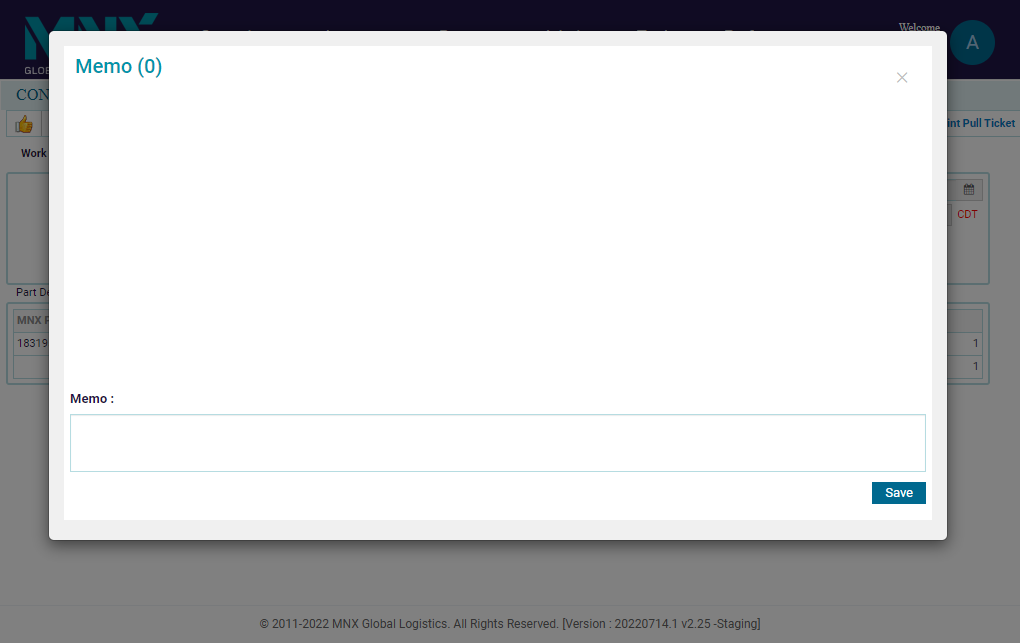 MNX
GLOB
Welcome
A
CON
int Pull Ticket
Work
CDT
Part De
MNX P
18319
1
1
Memo (0)
×
Memo :
Save
© 2011-2022 MNX Global Logistics. All Rights Reserved. [Version : 20220714.1 v2.25 -Staging]